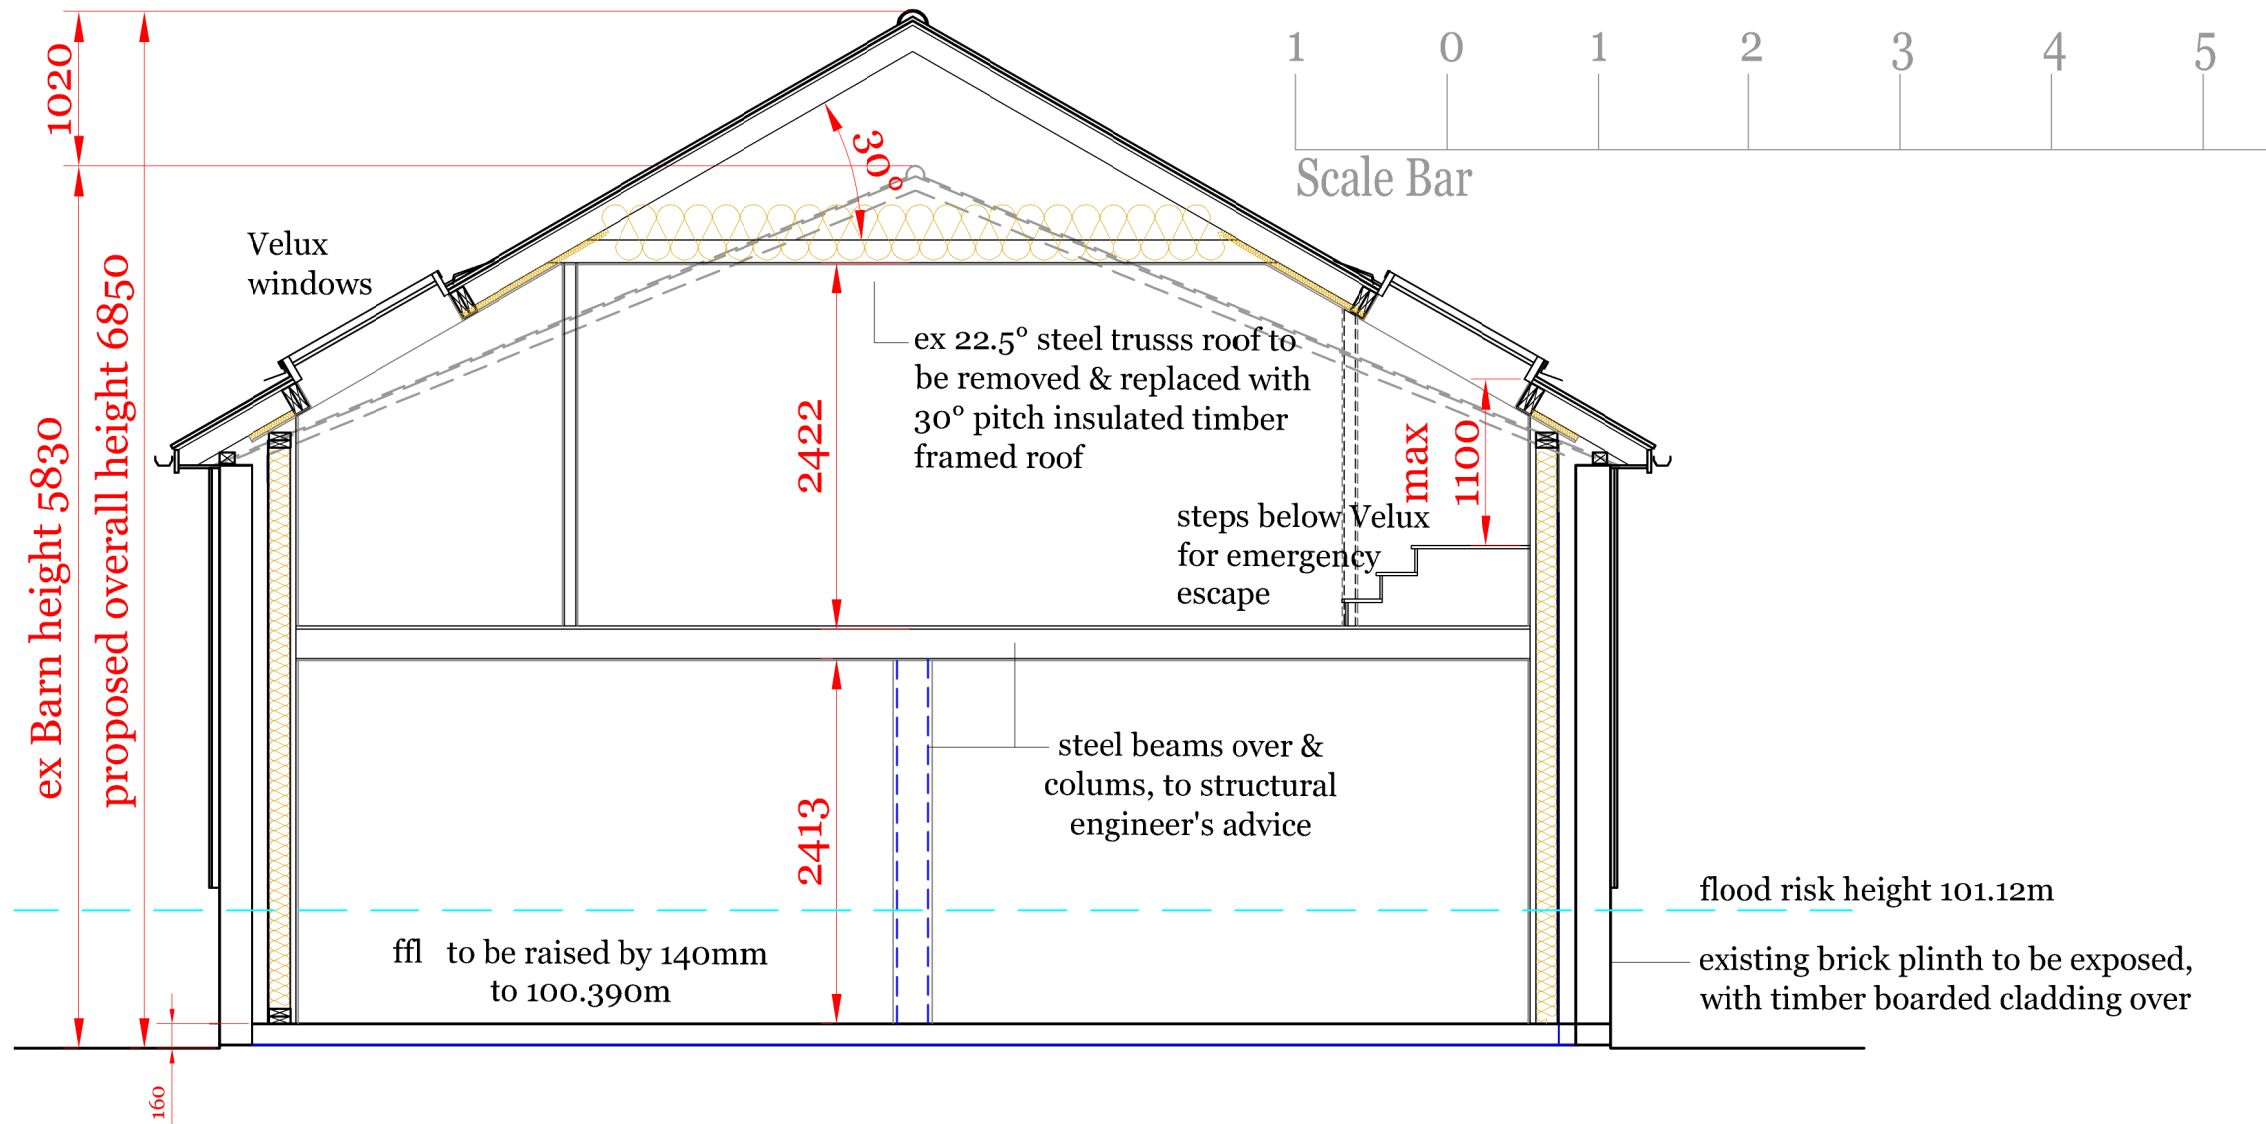 1 0 1 2 3 4 5
Scale Bar
1020
ex Barn height 5830
proposed overall height 6850
30°
Velux
windows
ex 22.5° steel trusss roof to
be removed & replaced with
30° pitch insulated timber
framed roof
2422
max
1100
steps below Velux
for emergency
escape
steel beams over &
colums, to structural
engineer's advice
2413
flood risk height 101.12m
ffl to be raised by 140mm
to 100.390m
existing brick plinth to be exposed,
with timber boarded cladding over
160